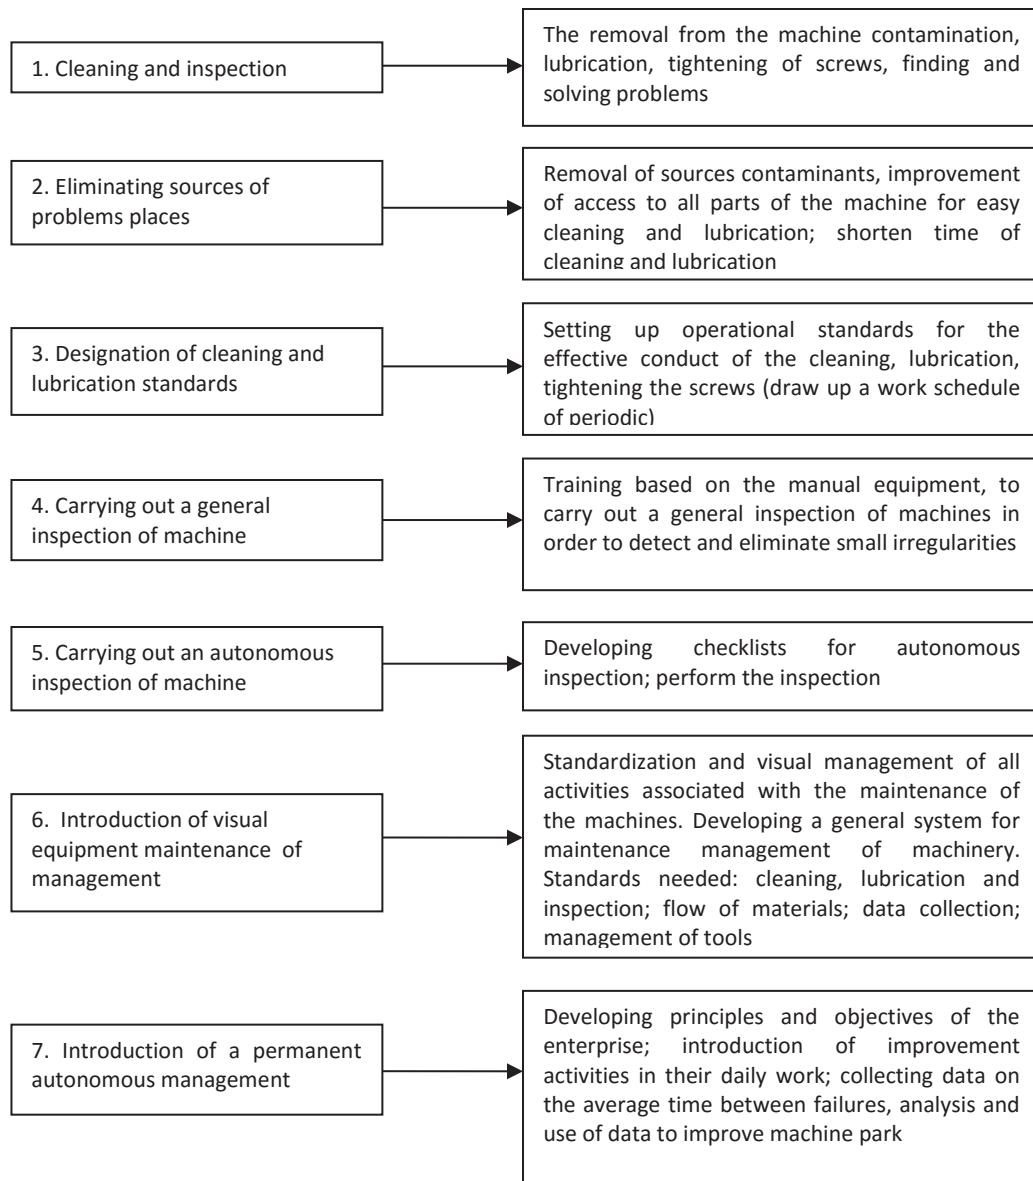 1. Cleaning and inspection
The removal from the machine contamination,
lubrication, tightening of screws, finding and
solving problems
2. Eliminating sources of
problems places
Removal of sources contaminants, improvement
of access to all parts of the machine for easy
cleaning and lubrication; shorten time of
cleaning and lubrication
3. Designation of cleaning and
lubrication standards
Setting up operational standards for the
effective conduct of the cleaning, lubrication,
tightening the screws (draw up a work schedule
of periodic)
4. Carrying out a general
inspection of machine
Training based on the manual equipment, to
carry out a general inspection of machines in
order to detect and eliminate small irregularities
5. Carrying out an autonomous
inspection of machine
Developing checklists for autonomous
inspection; perform the inspection
6. Introduction of visual
equipment maintenance of
management
Standardization and visual management of all
activities associated with the maintenance of
the machines. Developing a general system for
maintenance management of machinery.
Standards needed: cleaning, lubrication and
inspection; flow of materials; data collection;
management of tools
7. Introduction of a permanent
autonomous management
Developing principles and objectives of the
enterprise; introduction of improvement
activities in their daily work; collecting data on
the average time between failures, analysis and
use of data to improve machine park